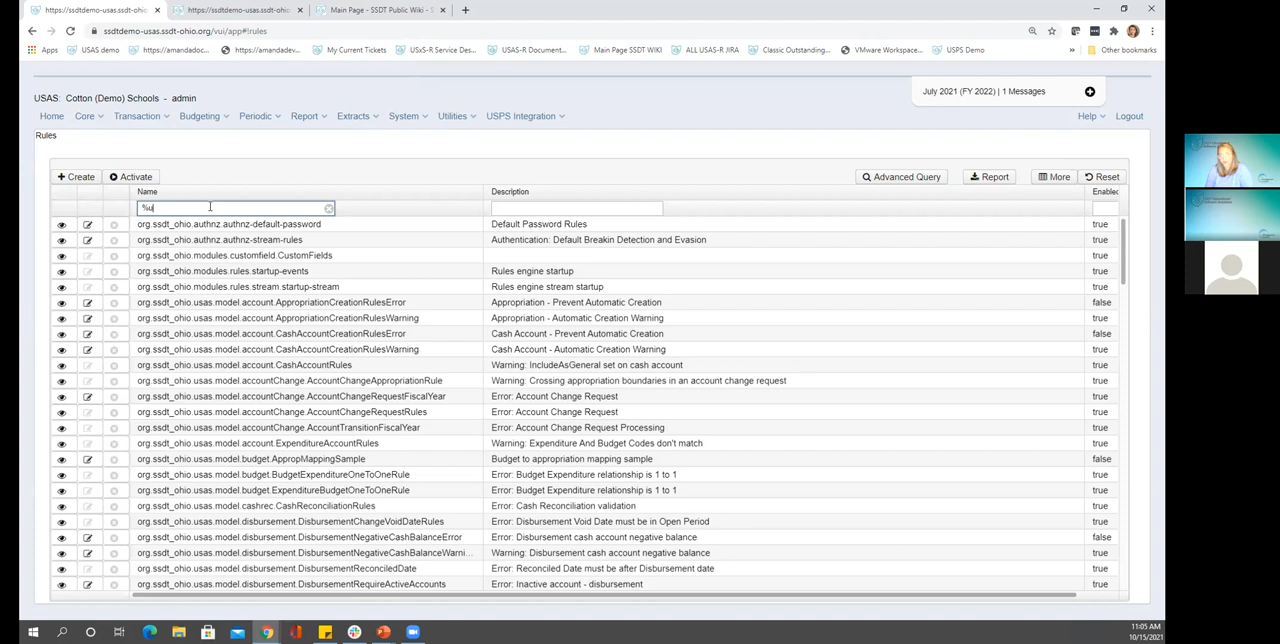 https://ssdtdemo-usas.ssdt-ohio.o
https://ssdtdemo-usas.ssdt-ohio.o
Main Page - SSDT Public Wiki - S
ssdtdemo-usas.ssdt-ohio.org/vui/app#!rules
Apps USAS demo https://amandadoc... https://amandadev... My Current Tickets USxS-R Service Des... USAS-R Document... Main Page SSDT WIKI ALL USAS-R JIRA Classic Outstanding... VMware Workspace... USPS Demo » Other bookmarks
USAS: Cotton (Demo) Schools - admin
July 2021 (FY 2022) | 1 Messages
Home Core Transaction Budgeting Periodic Report Extracts System Utilities USPS Integration Help Logout
Rules
Create Activate Advanced Query Report More Reset
Name Description Enabled
%u
org.ssdt_ohio.authnz.authnz-default-password Default Password Rules true
org.ssdt_ohio.authnz.authnz-stream-rules Authentication: Default Breakin Detection and Evasion true
org.ssdt_ohio.modules.customfield.CustomFields true
org.ssdt_ohio.modules.rules.startup-events Rules engine startup true
org.ssdt_ohio.modules.rules.stream.startup-stream Rules engine stream startup true
org.ssdt_ohio.usas.model.account.AppropriationCreationRulesError Appropriation - Prevent Automatic Creation false
org.ssdt_ohio.usas.model.account.AppropriationCreationRulesWarning Appropriation - Automatic Creation Warning true
org.ssdt_ohio.usas.model.account.CashAccountCreationRulesError Cash Account - Prevent Automatic Creation false
org.ssdt_ohio.usas.model.account.CashAccountCreationRulesWarning Cash Account - Automatic Creation Warning true
org.ssdt_ohio.usas.model.account.CashAccountRules Warning: IncludeAsGeneral set on cash account true
org.ssdt_ohio.usas.model.accountChange.AccountChangeAppropriationRule Warning: Crossing appropriation boundaries in an account change request true
org.ssdt_ohio.usas.model.accountChange.AccountChangeRequestFiscalYear Error: Account Change Request true
org.ssdt_ohio.usas.model.accountChange.AccountChangeRequestRules Error: Account Change Request true
org.ssdt_ohio.usas.model.accountChange.AccountTransitionFiscalYear Error: Account Change Request Processing true
org.ssdt_ohio.usas.model.account.ExpenditureAccountRules Warning: Expenditure And Budget Codes don't match true
org.ssdt_ohio.usas.model.budget.AppropMappingSample Budget to appropriation mapping sample false
org.ssdt_ohio.usas.model.budget.BudgetExpenditureOneToOneRule Error: Budget Expenditure relationship is 1 to 1 true
org.ssdt_ohio.usas.model.budget.ExpenditureBudgetOneToOneRule Error: Budget Expenditure relationship is 1 to 1 true
org.ssdt_ohio.usas.model.cashrec.CashReconciliationRules Error: Cash Reconciliation validation true
org.ssdt_ohio.usas.model.disbursement.DisbursementChangeVoidDateRules Error: Disbursement Void Date must be in Open Period true
org.ssdt_ohio.usas.model.disbursement.DisbursementNegativeCashBalanceError Error: Disbursement cash account negative balance false
org.ssdt_ohio.usas.model.disbursement.DisbursementNegativeCashBalanceWarni... Warning: Disbursement cash account negative balance true
org.ssdt_ohio.usas.model.disbursement.DisbursementReconciledDate Error: Reconciled Date must be after Disbursement date true
org.ssdt_ohio.usas.model.disbursement.DisbursementRequireActiveAccounts Error: Inactive account - disbursement true
11:05 AM
10/15/2021